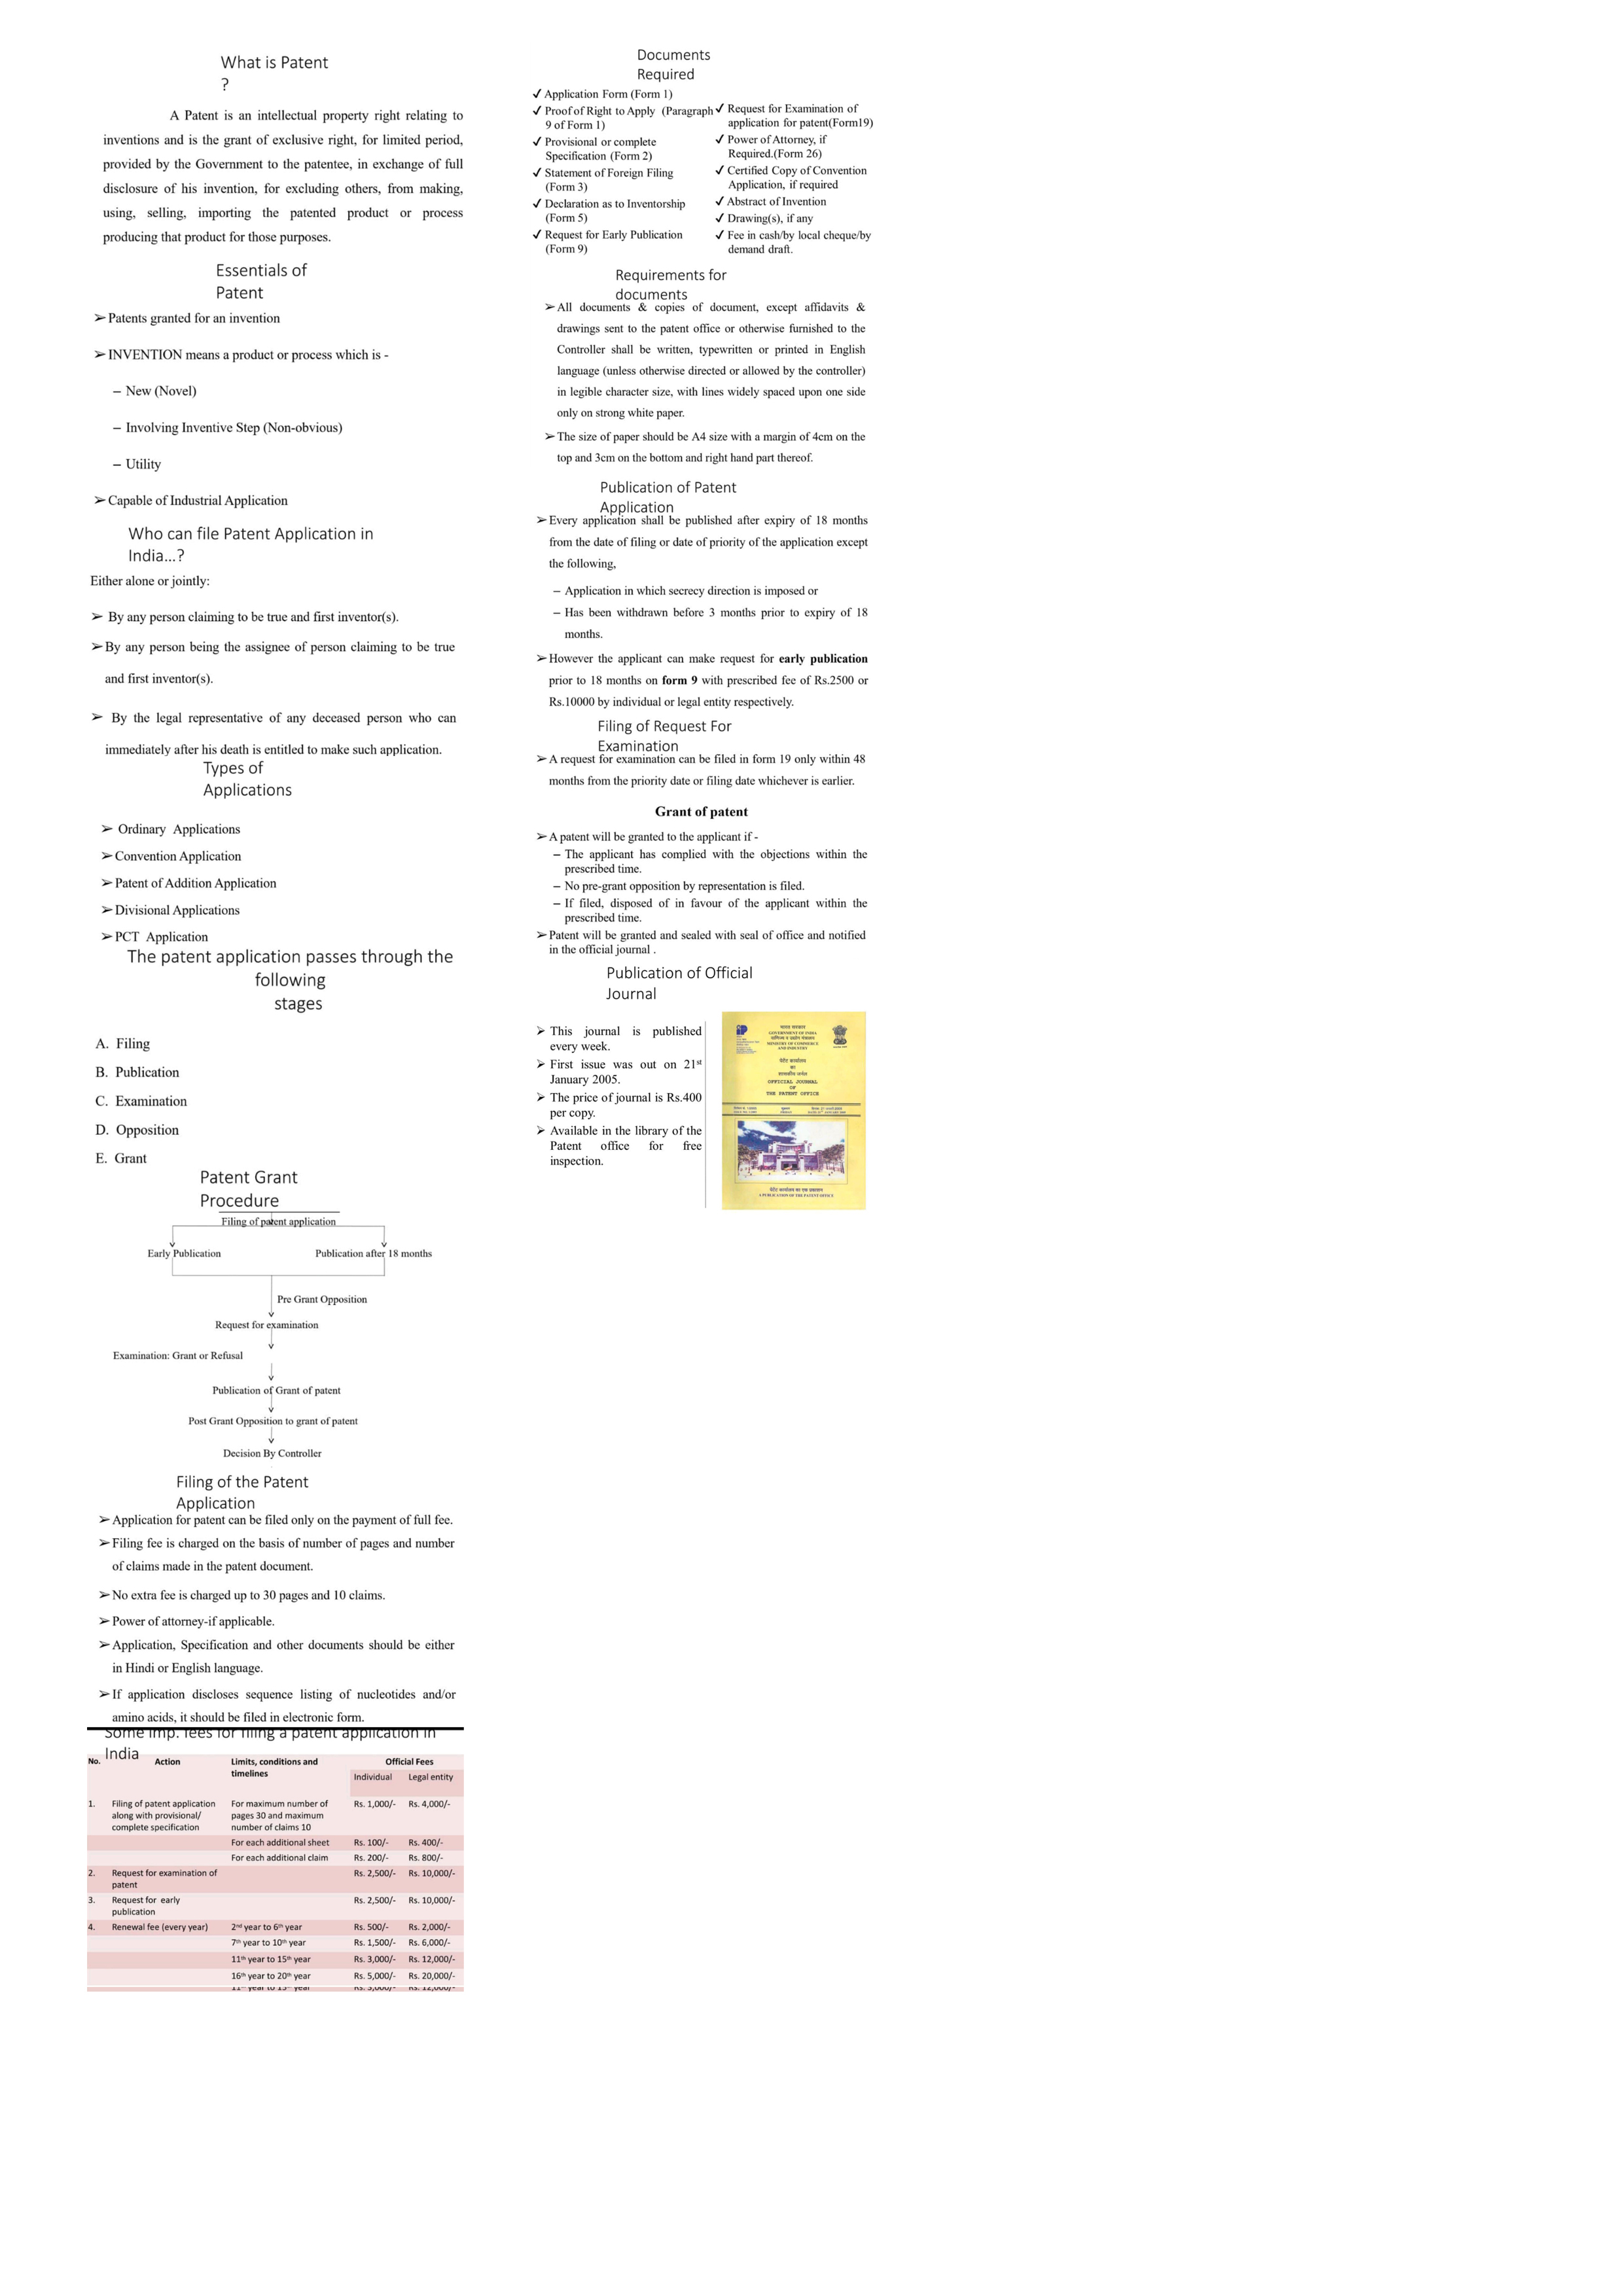 What is Patent
?
A Patent is an intellectual property right relating to
inventions and is the grant of exclusive right, for limited period,
provided by the Government to the patentee, in exchange of full
disclosure of his invention, for excluding others, from making,
using, selling, importing the patented product or process
producing that product for those purposes.
Essentials of
Patent
➢Patents granted for an invention
➢INVENTION means a product or process which is -
– New (Novel)
– Involving Inventive Step (Non-obvious)
– Utility
➢Capable of Industrial Application
Who can file Patent Application in
India...?
Either alone or jointly:
➢ By any person claiming to be true and first inventor(s).
➢By any person being the assignee of person claiming to be true
and first inventor(s).
➢ By the legal representative of any deceased person who can
immediately after his death is entitled to make such application.
Types of
Applications
➢ Ordinary Applications
➢Convention Application
➢Patent of Addition Application
➢Divisional Applications
➢PCT Application
The patent application passes through the
following
stages
A. Filing
B. Publication
C. Examination
D. Opposition
E. Grant
Patent Grant
Procedure
Filing of patent application
Early Publication Publication after 18 months
Pre Grant Opposition
Request for examination
Examination: Grant or Refusal
Publication of Grant of patent
Post Grant Opposition to grant of patent
Decision By Controller
Filing of the Patent
Application
➢Application for patent can be filed only on the payment of full fee.
➢Filing fee is charged on the basis of number of pages and number
of claims made in the patent document.
➢No extra fee is charged up to 30 pages and 10 claims.
➢Power of attorney-if applicable.
➢Application, Specification and other documents should be either
in Hindi or English language.
➢If application discloses sequence listing of nucleotides and/or
amino acids, it should be filed in electronic form.
Some imp. fees for filing a patent application in
India
No. Action Limits, conditions and timelines Official Fees
Individual Legal entity
1. Filing of patent application along with provisional/ complete specification For maximum number of pages 30 and maximum number of claims 10 Rs. 1,000/- Rs. 4,000/-
For each additional sheet Rs. 100/- Rs. 400/-
For each additional claim Rs. 200/- Rs. 800/-
2. Request for examination of patent Rs. 2,500/- Rs. 10,000/-
3. Request for early publication Rs. 2,500/- Rs. 10,000/-
4. Renewal fee (every year) 2nd year to 6th year Rs. 500/- Rs. 2,000/-
7th year to 10th year Rs. 1,500/- Rs. 6,000/-
11th year to 15th year Rs. 3,000/- Rs. 12,000/-
16th year to 20th year Rs. 5,000/- Rs. 20,000/-
11th year to 15th year Rs. 3,000/- Rs. 12,000/-
Documents
Required
✓ Application Form (Form 1)
✓ Proof of Right to Apply (Paragraph
9 of Form 1)
✓ Provisional or complete
Specification (Form 2)
✓ Statement of Foreign Filing
(Form 3)
✓ Declaration as to Inventorship
(Form 5)
✓ Request for Early Publication
(Form 9)
✓ Request for Examination of
application for patent(Form19)
✓ Power of Attorney, if
Required.(Form 26)
✓ Certified Copy of Convention
Application, if required
✓ Abstract of Invention
✓ Drawing(s), if any
✓ Fee in cash/by local cheque/by
demand draft.
Requirements for
documents
➢All documents & copies of document, except affidavits &
drawings sent to the patent office or otherwise furnished to the
Controller shall be written, typewritten or printed in English
language (unless otherwise directed or allowed by the controller)
in legible character size, with lines widely spaced upon one side
only on strong white paper.
➢The size of paper should be A4 size with a margin of 4cm on the
top and 3cm on the bottom and right hand part thereof.
Publication of Patent
Application
➢Every application shall be published after expiry of 18 months
from the date of filing or date of priority of the application except
the following,
– Application in which secrecy direction is imposed or
– Has been withdrawn before 3 months prior to expiry of 18
months.
➢However the applicant can make request for early publication
prior to 18 months on form 9 with prescribed fee of Rs.2500 or
Rs.10000 by individual or legal entity respectively.
Filing of Request For
Examination
➢A request for examination can be filed in form 19 only within 48
months from the priority date or filing date whichever is earlier.
Grant of patent
➢A patent will be granted to the applicant if -
– The applicant has complied with the objections within the
prescribed time.
– No pre-grant opposition by representation is filed.
– If filed, disposed of in favour of the applicant within the
prescribed time.
➢Patent will be granted and sealed with seal of office and notified
in the official journal .
Publication of Official
Journal
➢ This journal is published
every week.
➢ First issue was out on 21st
January 2005.
➢ The price of journal is Rs.400
per copy.
➢ Available in the library of the
Patent office for free
inspection.
भारत सरकार
GOVERNMENT OF INDIA
वाणिज्य व उद्योग मंत्रालय
MINISTRY OF COMMERCE
AND INDUSTRY
पेटेंट कार्यालय
का
शासकीय जर्नल
OFFICIAL JOURNAL
OF
THE PATENT OFFICE
पेटेंट कार्यालय का एक प्रकाशन
A PUBLICATION OF THE PATENT OFFICE